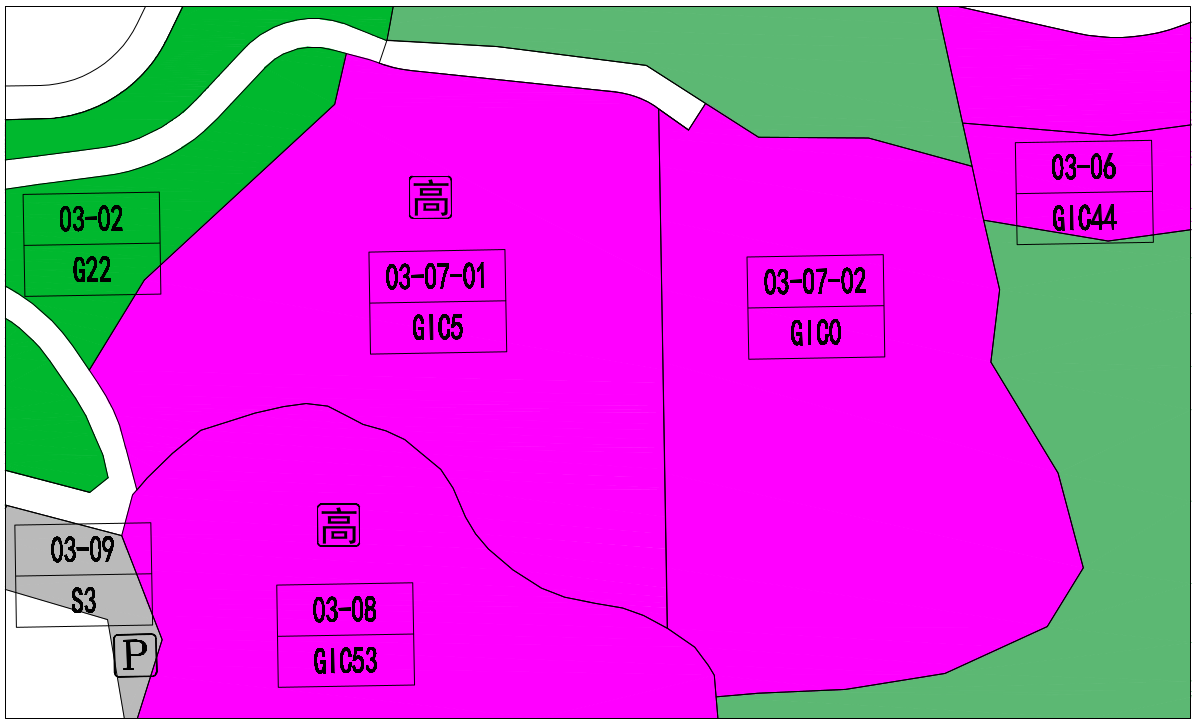 03-06
GIC44
高
03-02
G22
03-07-01
GIC5
03-07-02
GIC0
高
03-09
S3
03-08
GIC53
P